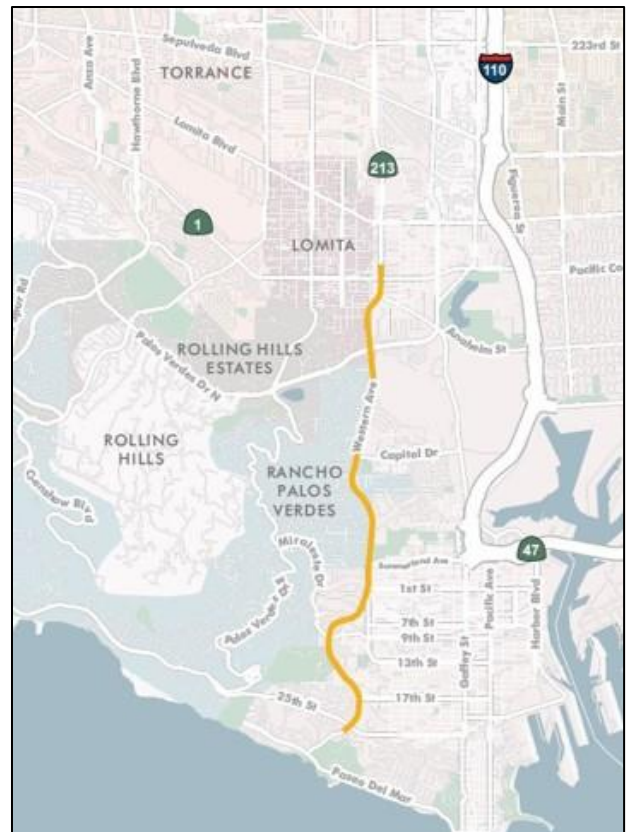 Sepulveda Blvd
223rd St
Anza Ave
Hawthorne Blvd
TORRANCE
110
Main St
Lomita Blvd
213
Figueroa St
1
LOMITA
Pacific Co
Anaheim St
ROLLING HILLS
ESTATES
Palos Verdes Dr N
Western Ave
ROLLING
HILLS
Capitol Dr
RANCHO
PALOS
VERDES
Crenshaw Blvd
Miraleste Dr
47
Summerland Ave
1st St
Pacific Ave
Harbor Blvd
Palos Verdes Dr E
7th St
9th St
Gaffey St
13th St
25th St
17th St
Paseo Del Mar